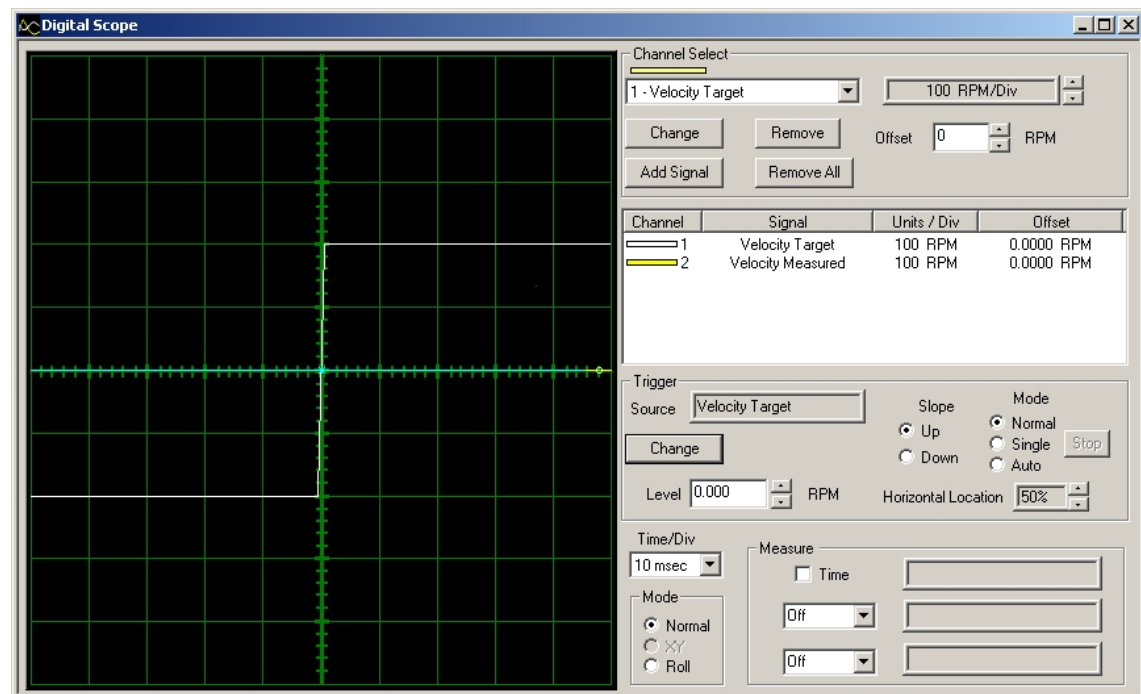 Digital Scope
Channel Select
1 - Velocity Target
100 RPM/Div
Change
Remove
Offset
0
RPM
Add Signal
Remove All
Channel Signal Units / Div Offset
1 Velocity Target 100 RPM 0.0000 RPM
2 Velocity Measured 100 RPM 0.0000 RPM
Trigger
Source
Velocity Target
Change
Level
0.000
RPM
Slope
Up
Down
Mode
Normal
Single
Auto
Stop
Horizontal Location
50%
Time/Div
10 msec
Mode
Normal
XY
Roll
Measure
Time
Off
Off